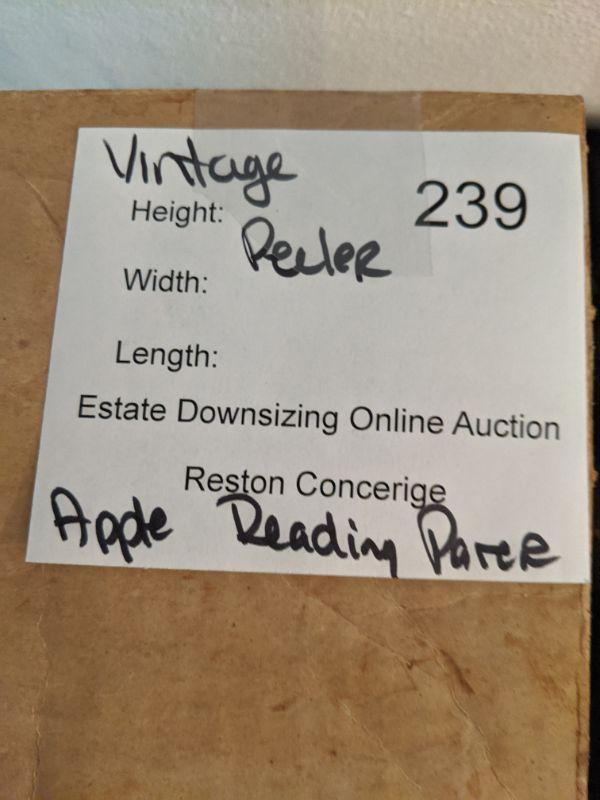 Vintage
239
Height:
Peeler
Width:
Length:
Estate Downsizing Online Auction
Reston Concerige
Apple Reading Parer